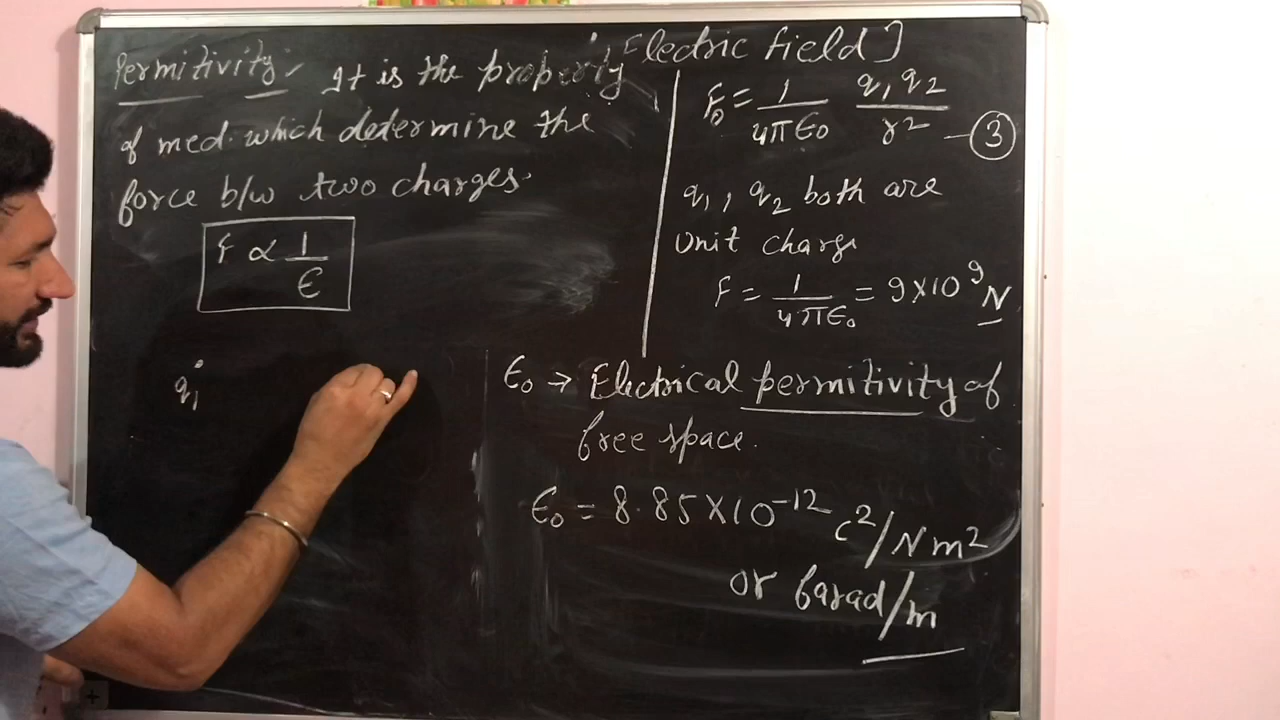 Electric field]
Permitivity:- It is the property
of med. which determine the
force b/w two charges.
F ∝ 1/ε
q₁
F₀ = 1/4πε₀ q₁q₂/r² —③
q₁, q₂ both are
Unit charge
F = 1/4πε₀ = 9×10⁹ N
ε₀ → Electrical permitivity of
free space.
ε₀ = 8.85×10⁻¹² C²/Nm²
or farad/m